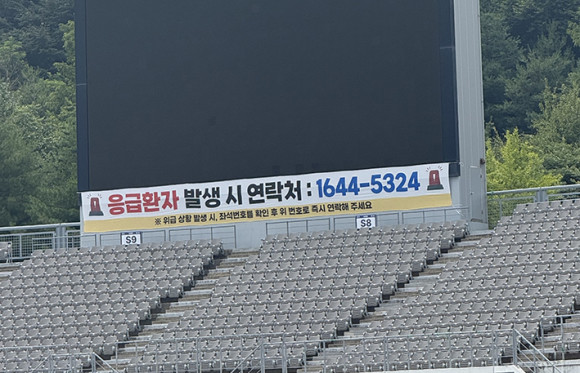 응급환자 발생 시 연락처 : 1644-5324
※ 위급 상황 발생 시, 좌석번호를 확인 후 위 번호로 즉시 연락해 주세요
S9
S8